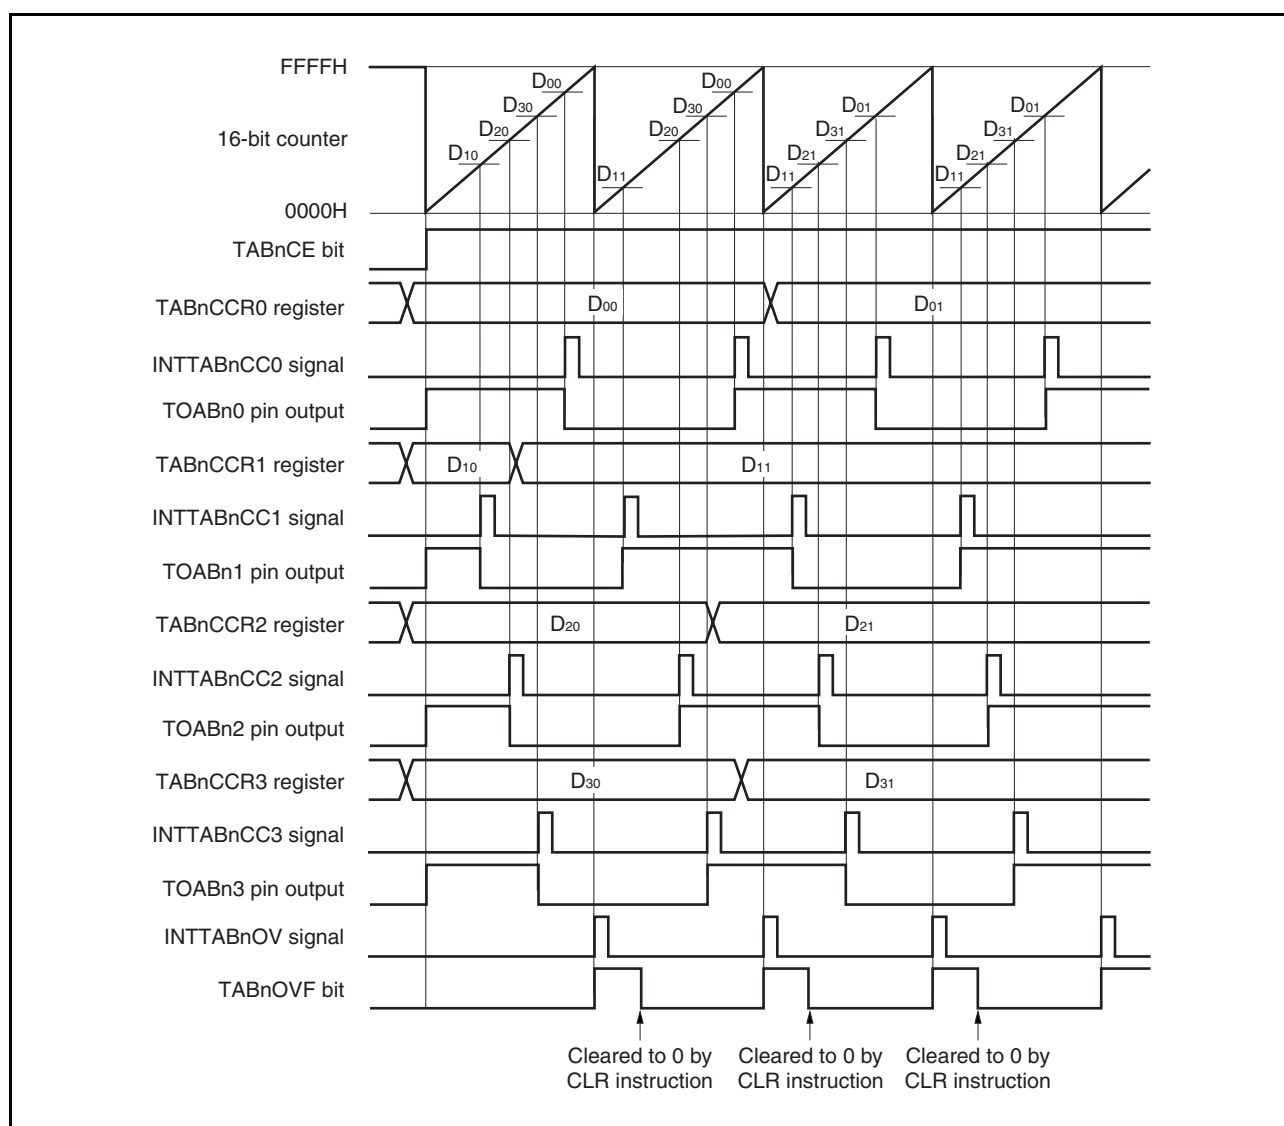 FFFFH
D00
D00
D30
D30
D01
D01
16-bit counter
D20
D20
D31
D31
D10
D21
D21
D11
D11
D11
0000H
TABnCE bit
TABnCCR0 register
D00
D01
INTTABnCC0 signal
TOABn0 pin output
TABnCCR1 register
D10
D11
INTTABnCC1 signal
TOABn1 pin output
TABnCCR2 register
D20
D21
INTTABnCC2 signal
TOABn2 pin output
TABnCCR3 register
D30
D31
INTTABnCC3 signal
TOABn3 pin output
INTTABnOV signal
TABnOVF bit
Cleared to 0 by
CLR instruction
Cleared to 0 by
CLR instruction
Cleared to 0 by
CLR instruction